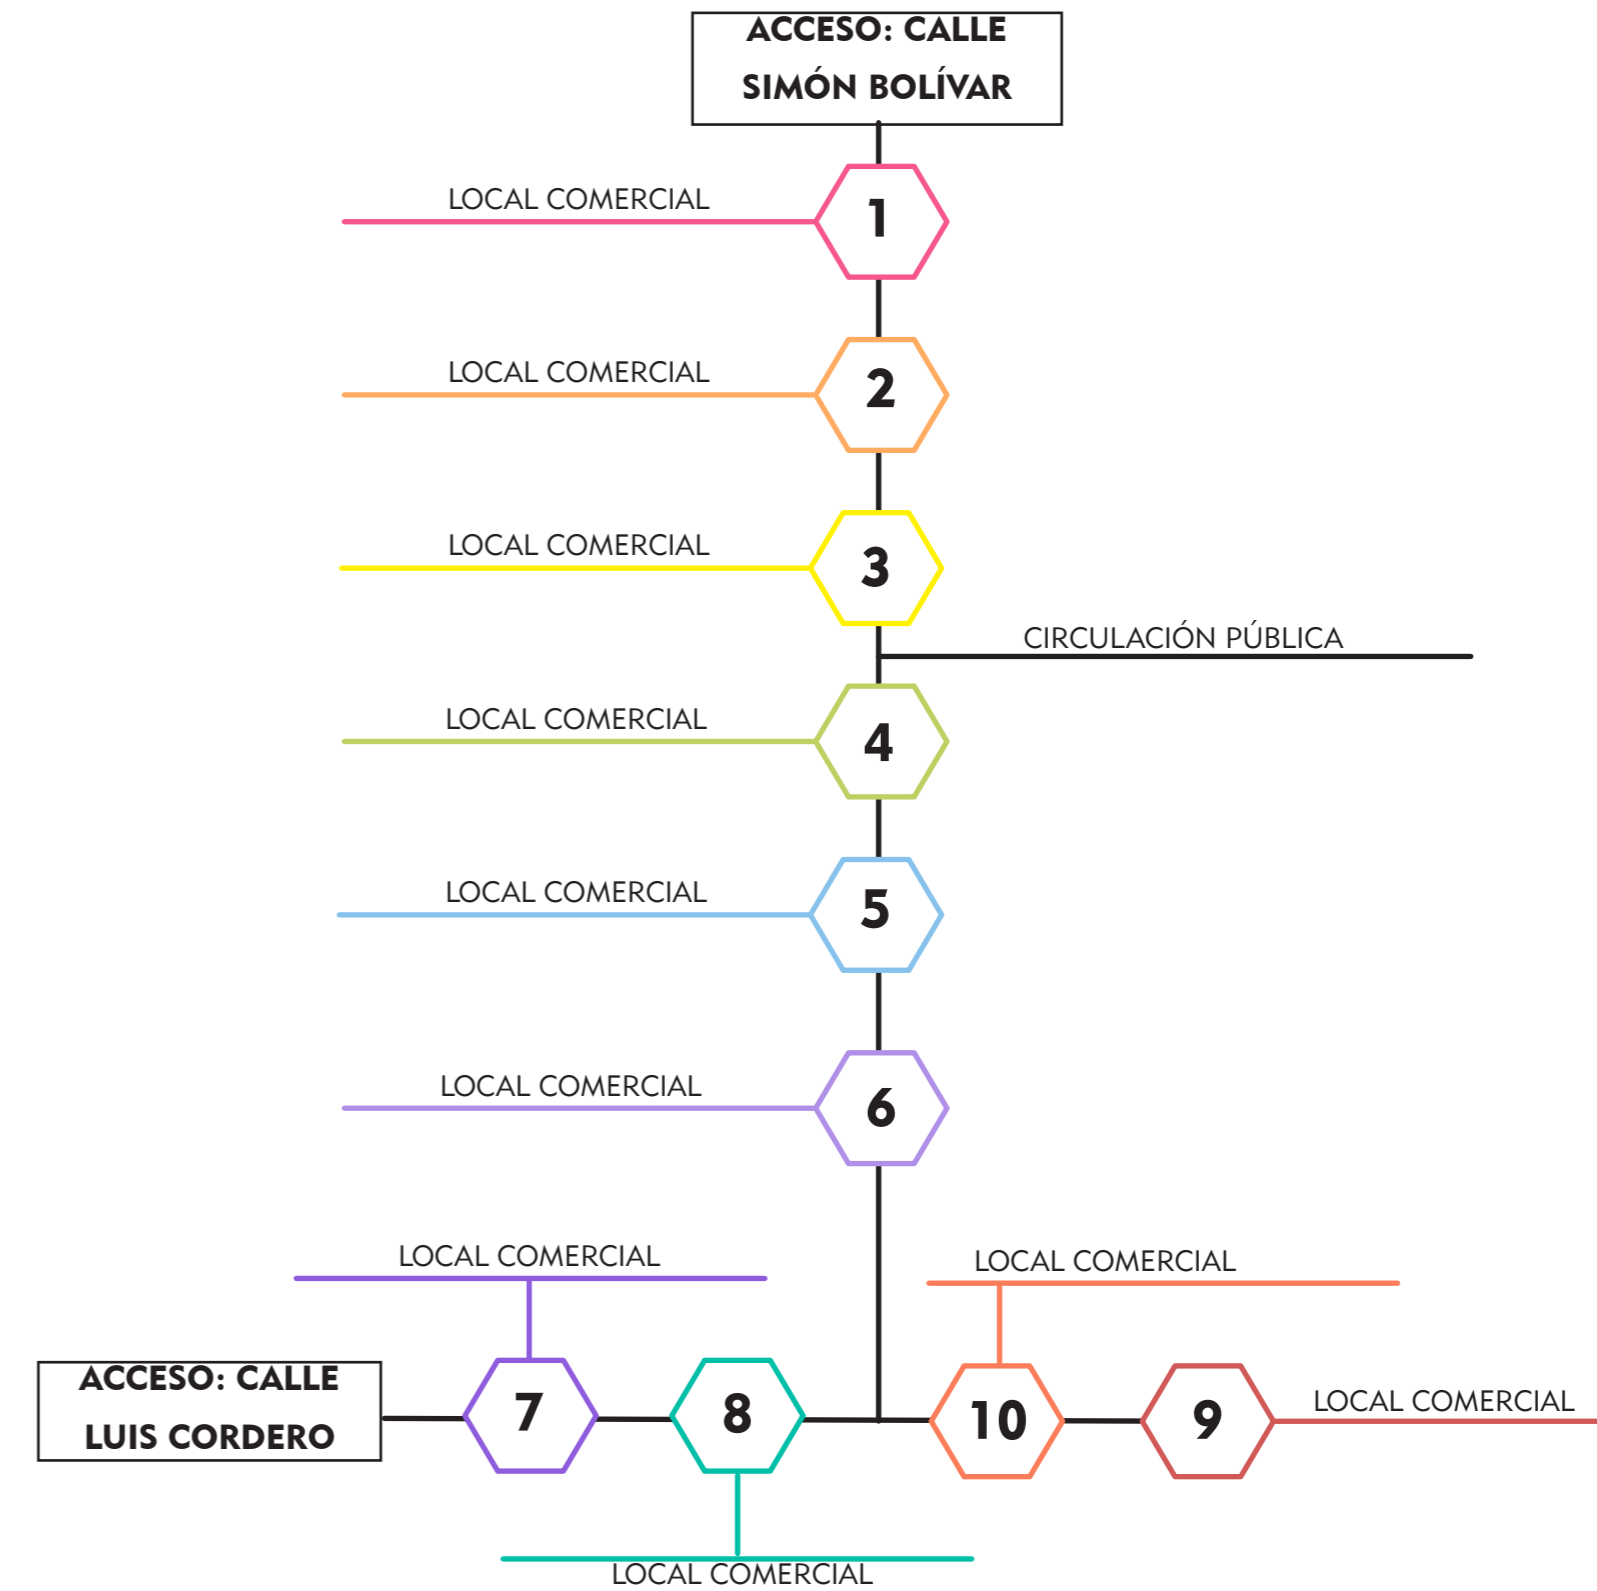 ACCESO: CALLE
SIMÓN BOLÍVAR
LOCAL COMERCIAL
1
LOCAL COMERCIAL
2
LOCAL COMERCIAL
3
CIRCULACIÓN PÚBLICA
LOCAL COMERCIAL
4
LOCAL COMERCIAL
5
LOCAL COMERCIAL
6
LOCAL COMERCIAL
LOCAL COMERCIAL
ACCESO: CALLE
LUIS CORDERO
7
8
10
9
LOCAL COMERCIAL
LOCAL COMERCIAL